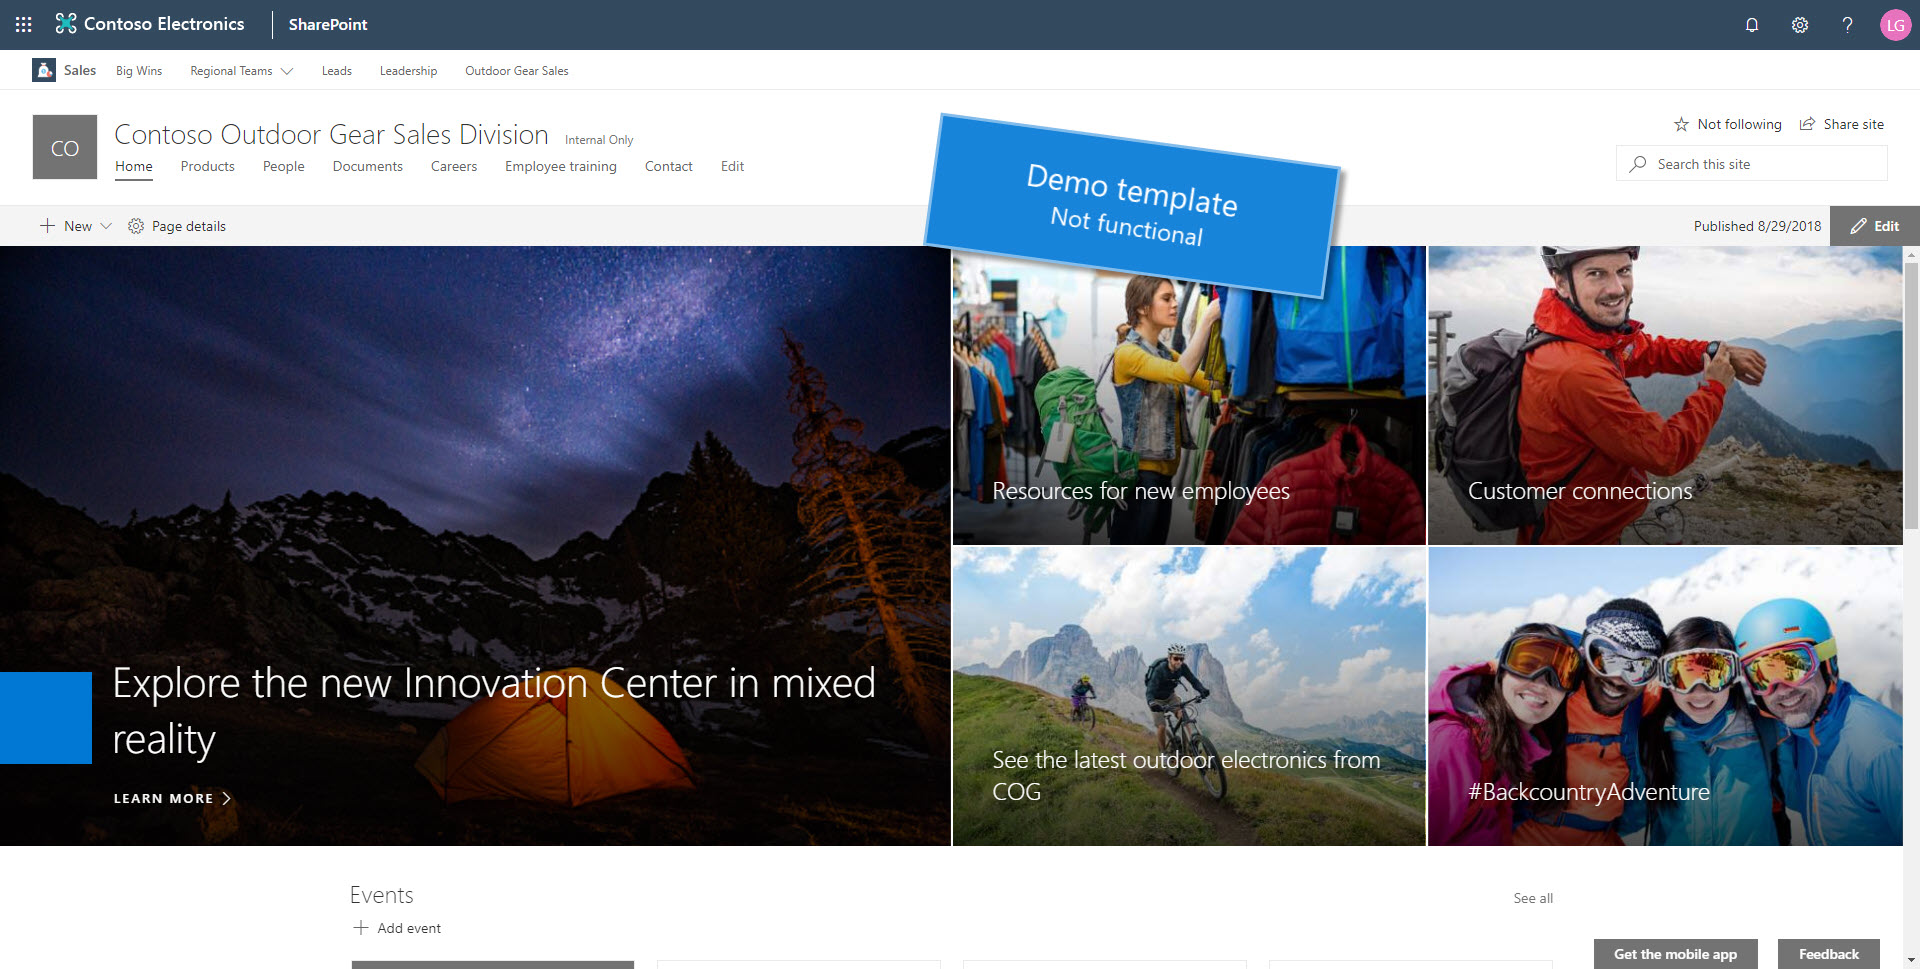 Contoso Electronics SharePoint LG
Sales Big Wins Regional Teams Leads Leadership Outdoor Gear Sales
CO
Contoso Outdoor Gear Sales Division Internal Only
Home Products People Documents Careers Employee training Contact Edit
Not following Share site
Search this site
Demo template
Not functional
New Page details Published 8/29/2018 Edit
Explore the new Innovation Center in mixed
reality
LEARN MORE
Resources for new employees
Customer connections
See the latest outdoor electronics from
COG
#BackcountryAdventure
Events See all
Add event
Get the mobile app Feedback